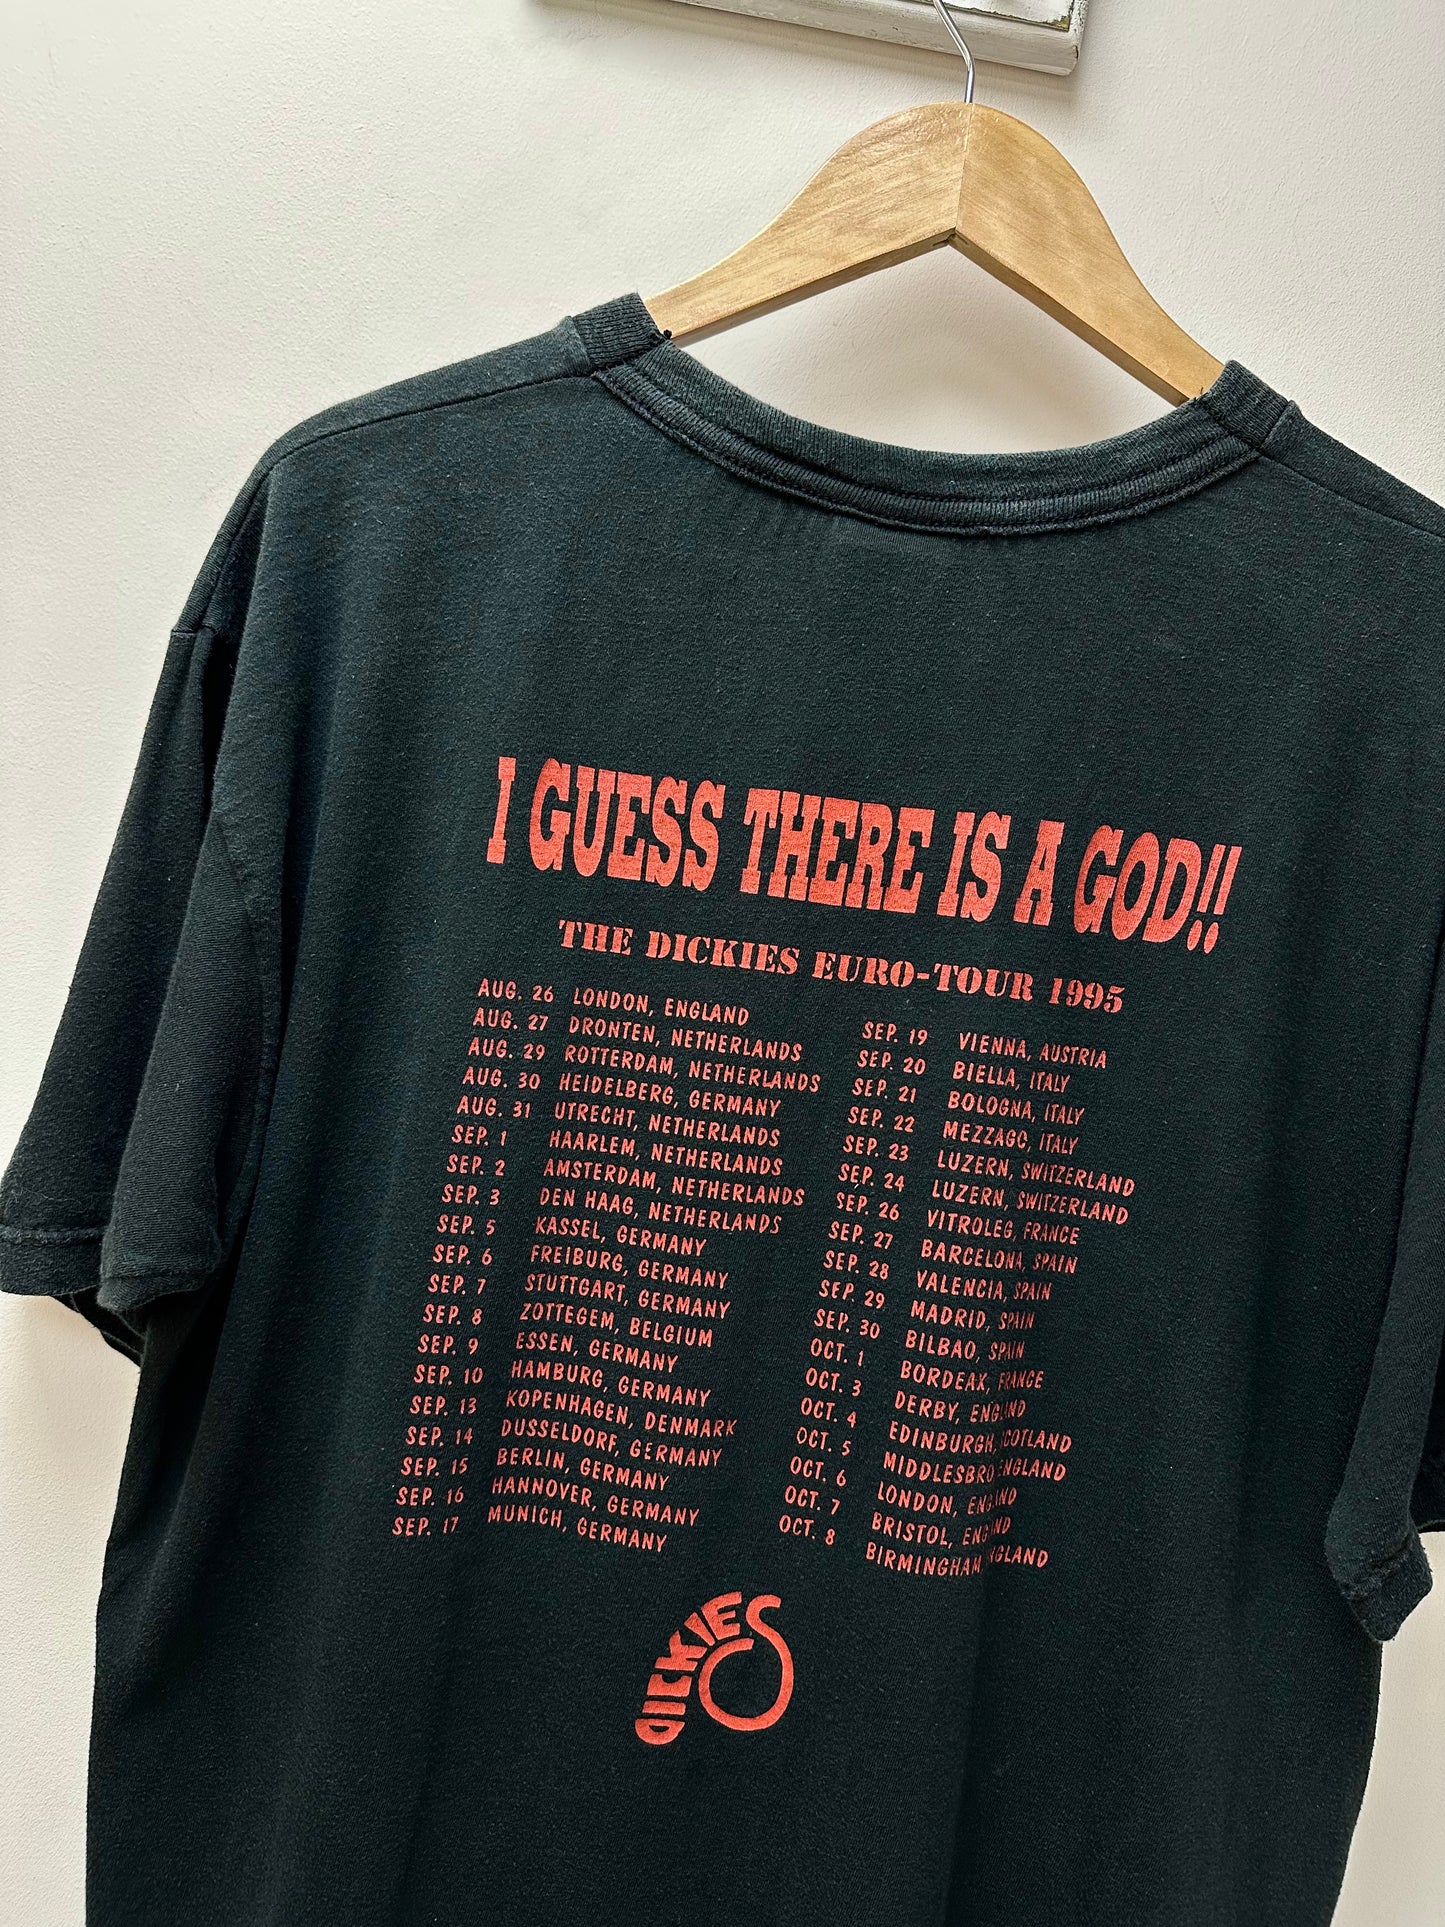 I GUESS THERE IS A GOD!!
THE DICKIES EURO-TOUR 1995
AUG. 26 LONDON, ENGLAND
AUG. 27 DRONTEN, NETHERLANDS
AUG. 29 ROTTERDAM, NETHERLANDS
AUG. 30 HEIDELBERG, GERMANY
AUG. 31 UTRECHT, NETHERLANDS
SEP. 1 HAARLEM, NETHERLANDS
SEP. 2 AMSTERDAM, NETHERLANDS
SEP. 3 DEN HAAG, NETHERLANDS
SEP. 5 KASSEL, GERMANY
SEP. 6 FREIBURG, GERMANY
SEP. 7 STUTTGART, GERMANY
SEP. 8 ZOTTEGEM, BELGIUM
SEP. 9 ESSEN, GERMANY
SEP. 10 HAMBURG, GERMANY
SEP. 13 KOPENHAGEN, DENMARK
SEP. 14 DUSSELDORF, GERMANY
SEP. 15 BERLIN, GERMANY
SEP. 16 HANNOVER, GERMANY
SEP. 17 MUNICH, GERMANY
SEP. 19 VIENNA, AUSTRIA
SEP. 20 BIELLA, ITALY
SEP. 21 BOLOGNA, ITALY
SEP. 22 MEZZAGO, ITALY
SEP. 23 LUZERN, SWITZERLAND
SEP. 24 LUZERN, SWITZERLAND
SEP. 26 VITROLEG, FRANCE
SEP. 27 BARCELONA, SPAIN
SEP. 28 VALENCIA, SPAIN
SEP. 29 MADRID, SPAIN
SEP. 30 BILBAO, SPAIN
OCT. 1 BORDEAX, FRANCE
OCT. 3 DERBY, ENGLAND
OCT. 4 EDINBURGH, SCOTLAND
OCT. 5 MIDDLESBRO, ENGLAND
OCT. 6 LONDON, ENGLAND
OCT. 7 BRISTOL, ENGLAND
OCT. 8 BIRMINGHAM, ENGLAND
DICKIES